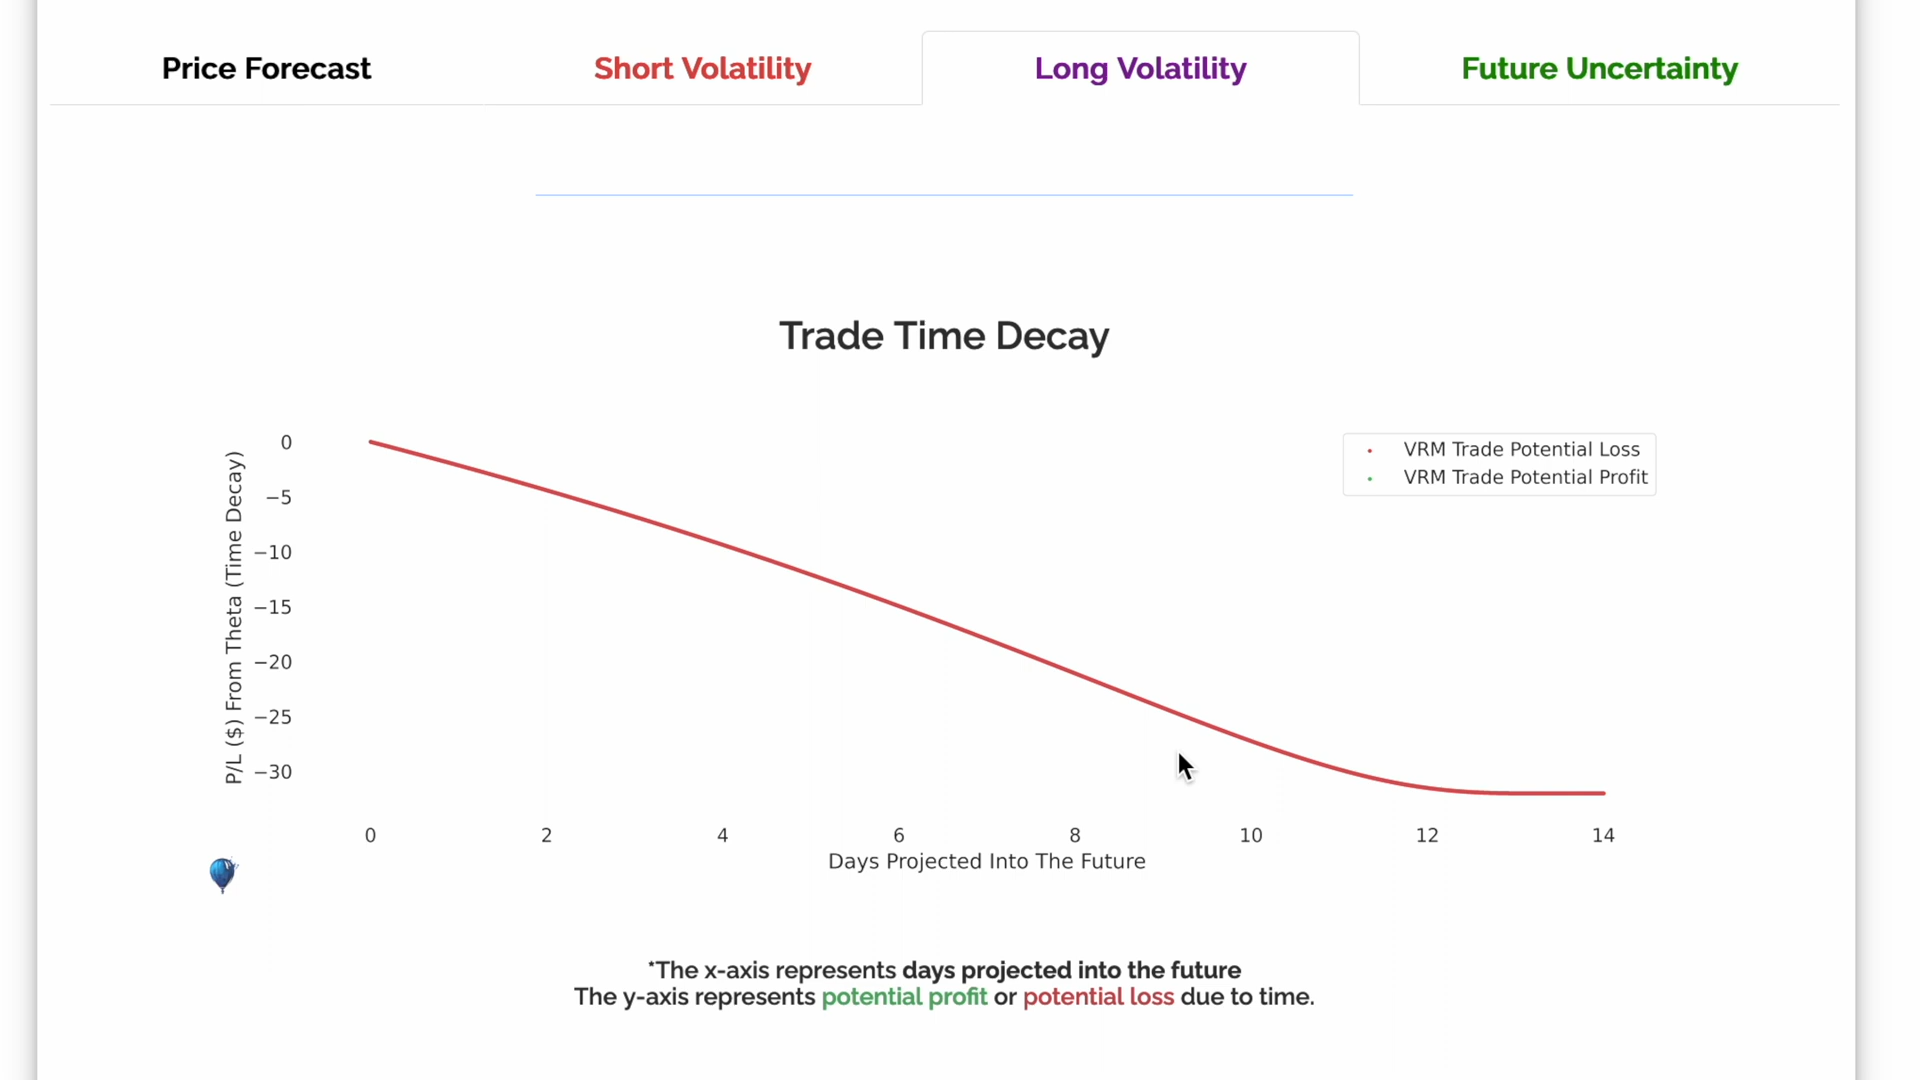 Price Forecast
Short Volatility
Long Volatility
Future Uncertainty
Trade Time Decay
P/L ($) From Theta (Time Decay)
0
−5
−10
−15
−20
−25
−30
VRM Trade Potential Loss
VRM Trade Potential Profit
0 2 4 6 8 10 12 14
Days Projected Into The Future
*The x-axis represents days projected into the future
The y-axis represents potential profit or potential loss due to time.